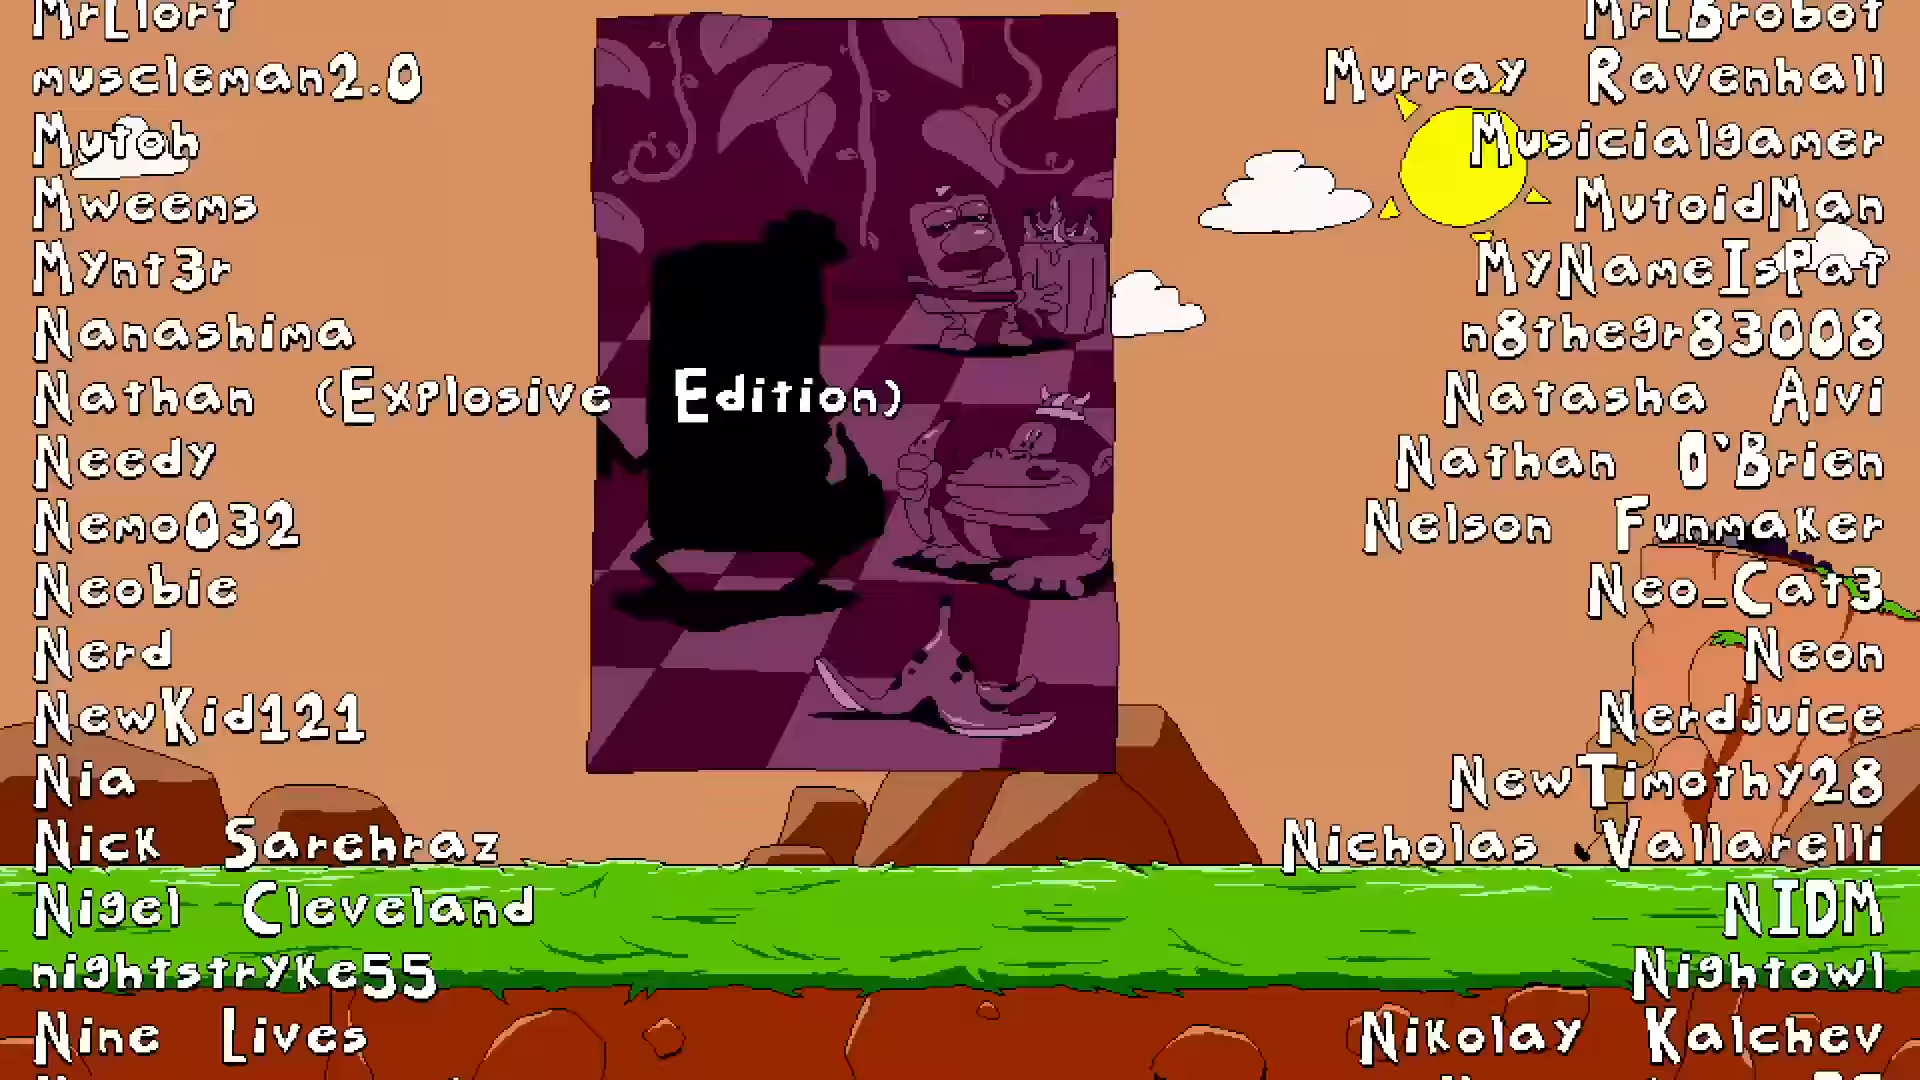 MrLlort
MrLBrobot
muscleman2.0
Murray Ravenhall
Mutoh
Musicialgamer
Mweems
MutoidMan
Mynt3r
MyNameIsPat
Nanashima
n8thegr83008
Nathan (Explosive Edition)
Natasha Aivi
Needy
Nathan O'Brien
Nemo032
Nelson Funmaker
Neobie
Neo_Cat3
Nerd
Neon
NewKid121
Nerdjuice
Nia
NewTimothy28
Nick Sarehraz
Nicholas Vallarelli
Nigel Cleveland
NIDM
nightstryke55
Nightowl
Nine Lives
Nikolay Kalchev